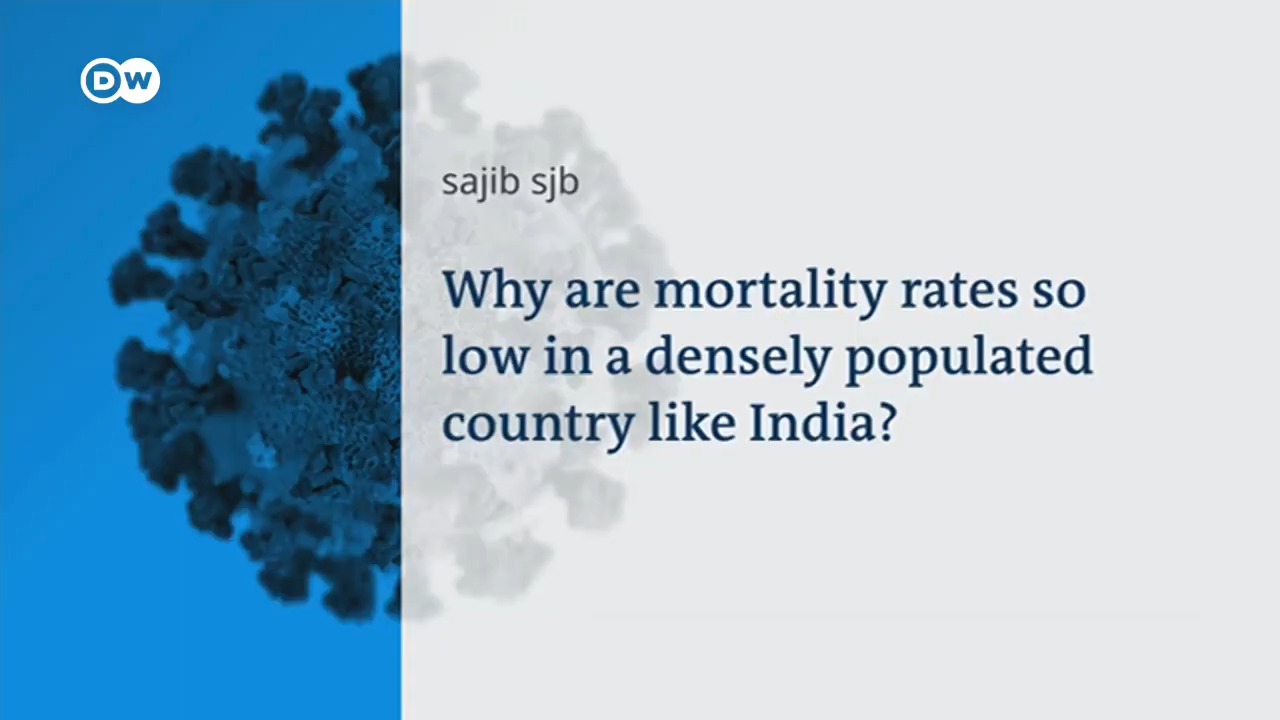 DW
sajib sjb
Why are mortality rates so
low in a densely populated
country like India?